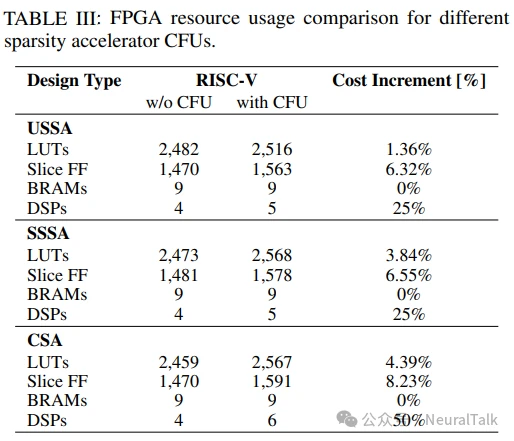 TABLE III: FPGA resource usage comparison for different
sparsity accelerator CFUs.
Design Type RISC-V Cost Increment [%]
w/o CFU with CFU
USSA
LUTs 2,482 2,516 1.36%
Slice FF 1,470 1,563 6.32%
BRAMs 9 9 0%
DSPs 4 5 25%
SSSA
LUTs 2,473 2,568 3.84%
Slice FF 1,481 1,578 6.55%
BRAMs 9 9 0%
DSPs 4 5 25%
CSA
LUTs 2,459 2,567 4.39%
Slice FF 1,470 1,591 8.23%
BRAMs 9 9 0%
DSPs 4 6 50%
公众号 NeuralTalk